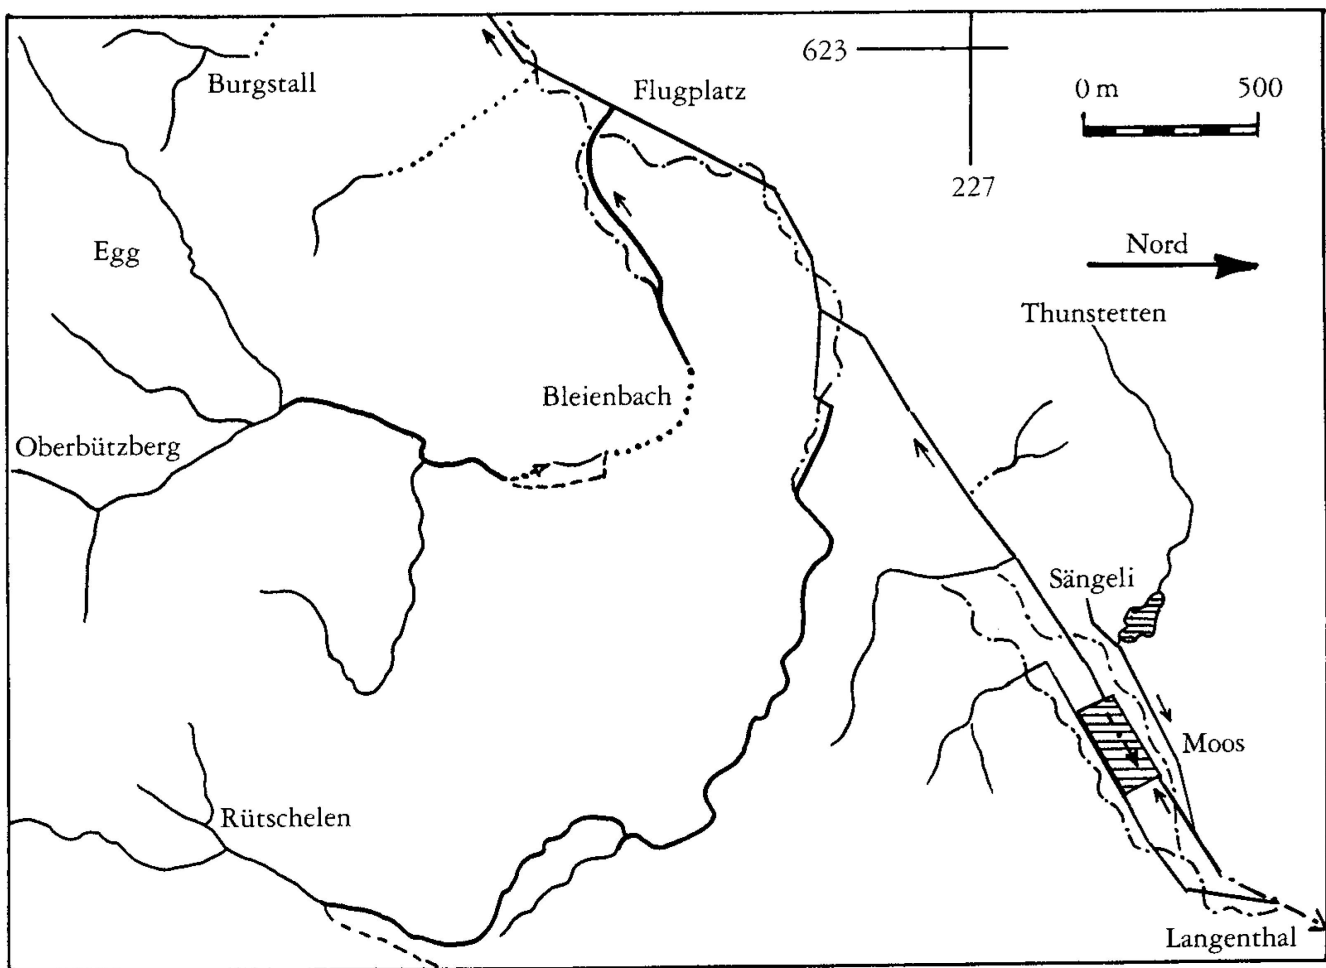 Burgstall
Flugplatz
623
0 m 500
227
Nord
Egg
Thunstetten
Bleienbach
Oberbützberg
Sängeli
Moos
Rütschelen
Langenthal